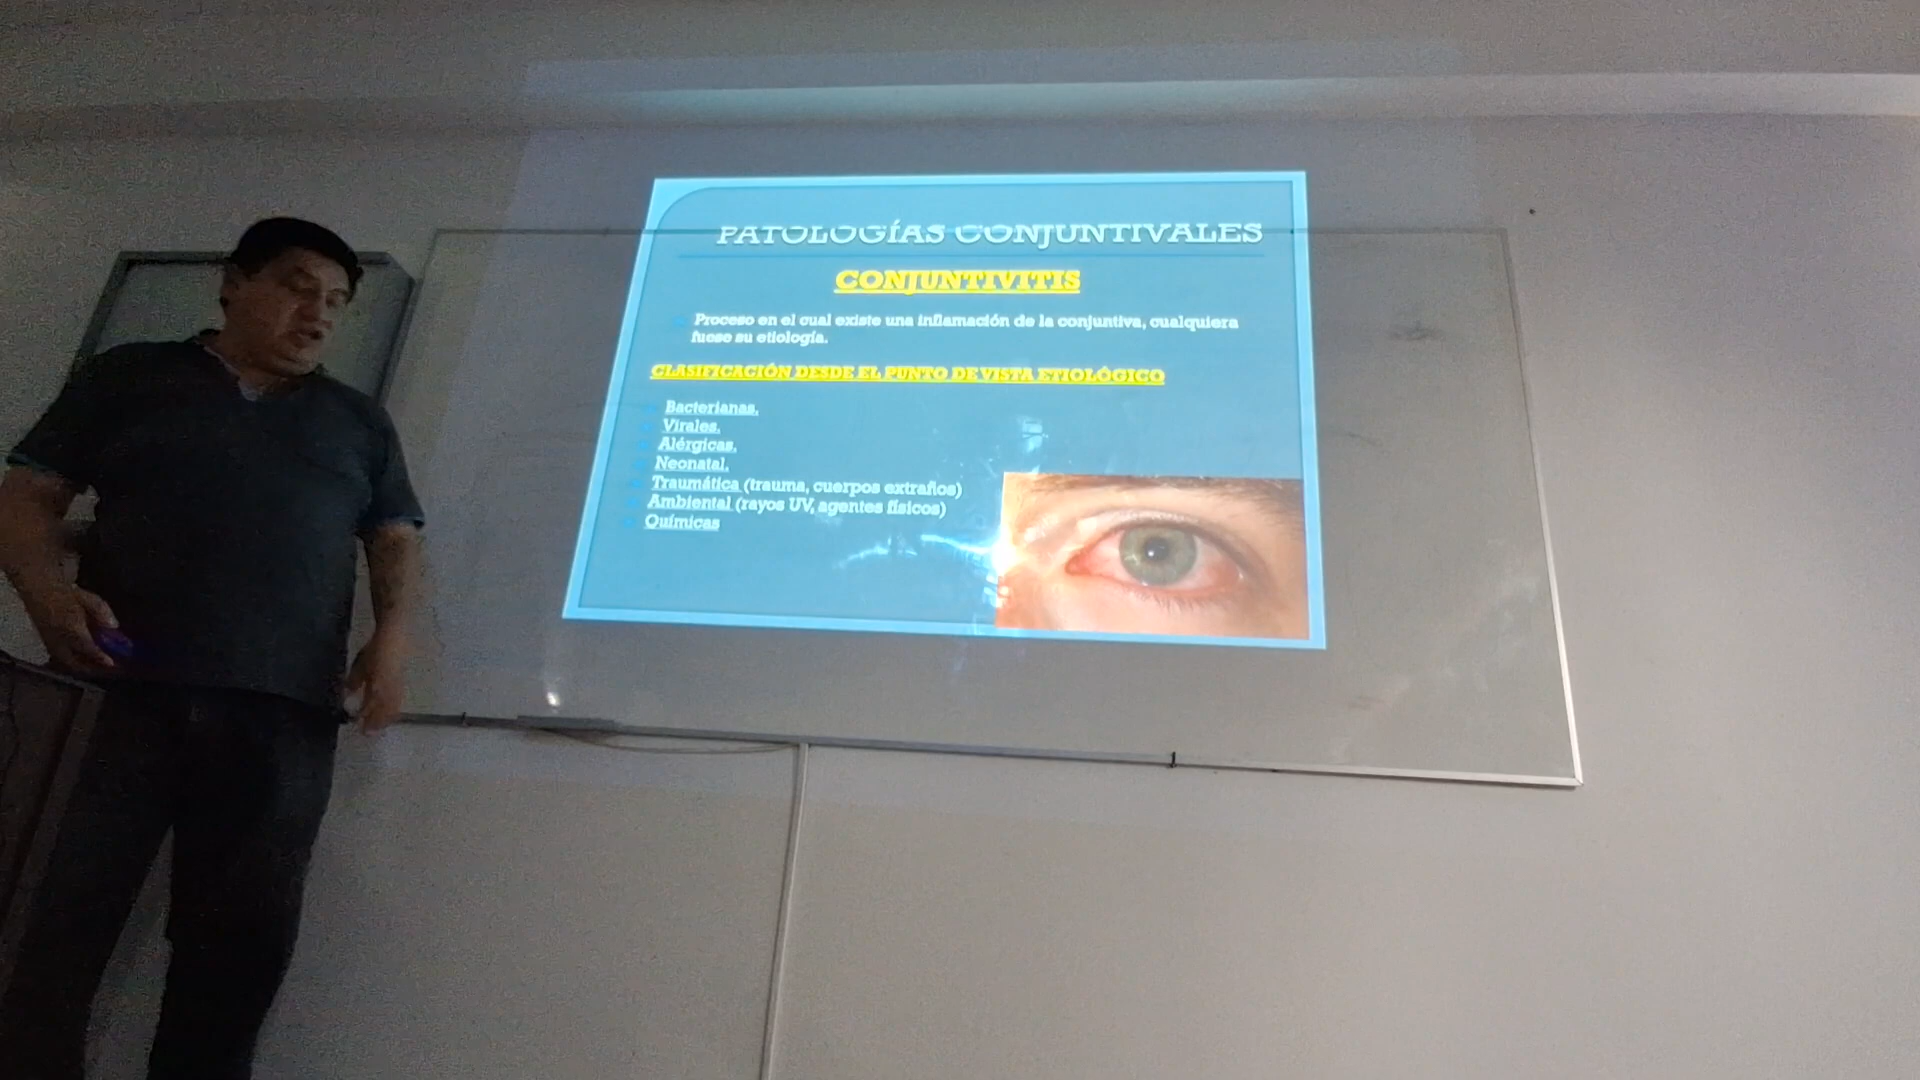 PATOLOGÍAS CONJUNTIVALES
CONJUNTIVITIS
Proceso en el cual existe una inflamación de la conjuntiva, cualquiera
fuese su etiología.
CLASIFICACIÓN DESDE EL PUNTO DE VISTA ETIOLÓGICO
Bacterianas.
Virales.
Alérgicas.
Neonatal.
Traumática (trauma, cuerpos extraños)
Ambiental (rayos UV, agentes físicos)
Químicas